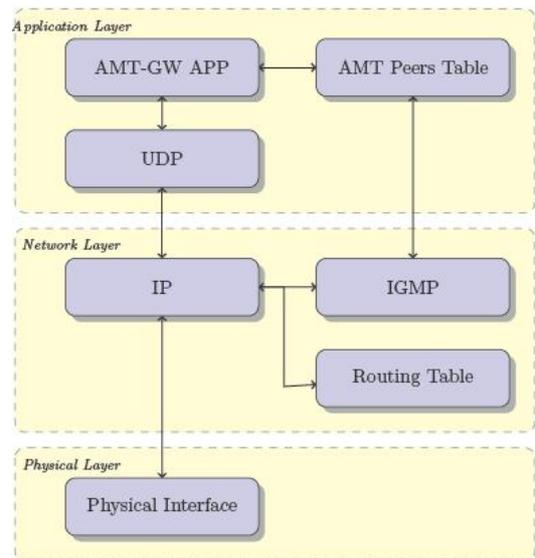 Application Layer
AMT-GW APP
AMT Peers Table
UDP
Network Layer
IP
IGMP
Routing Table
Physical Layer
Physical Interface